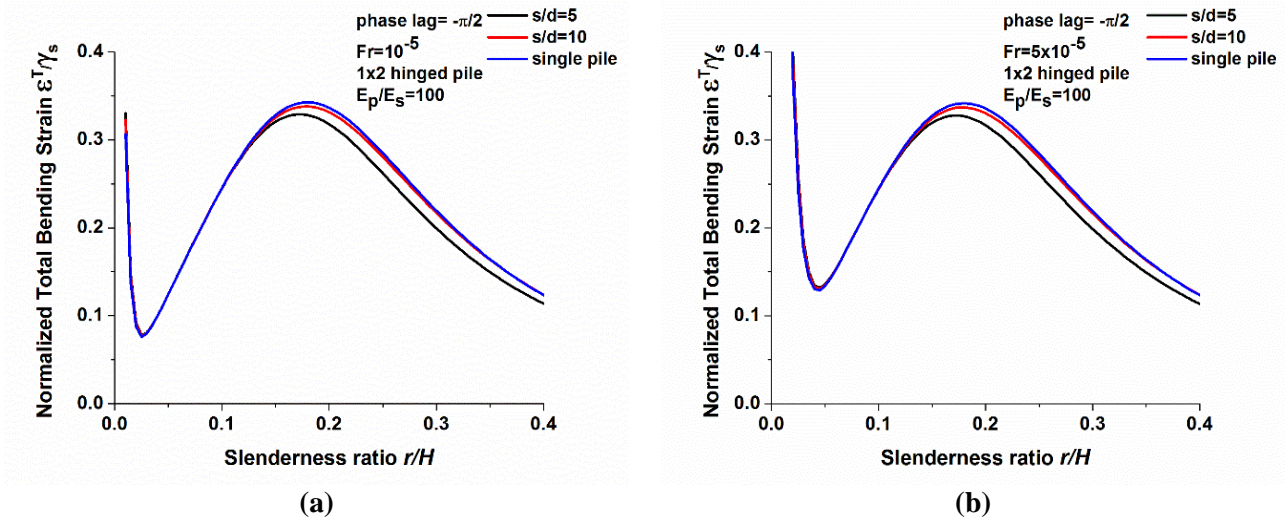 phase lag= -π/2
Fr=10⁻⁵
1x2 hinged pile
Eₚ/Eₛ=100
s/d=5
s/d=10
single pile
Normalized Total Bending Strain εᵀ/γₛ
0.4
0.3
0.2
0.1
0.0
0.0 0.1 0.2 0.3 0.4
Slenderness ratio r/H
(a)
phase lag= -π/2
Fr=5x10⁻⁵
1x2 hinged pile
Eₚ/Eₛ=100
s/d=5
s/d=10
single pile
Normalized Total Bending Strain εᵀ/γₛ
0.4
0.3
0.2
0.1
0.0
0.0 0.1 0.2 0.3 0.4
Slenderness ratio r/H
(b)